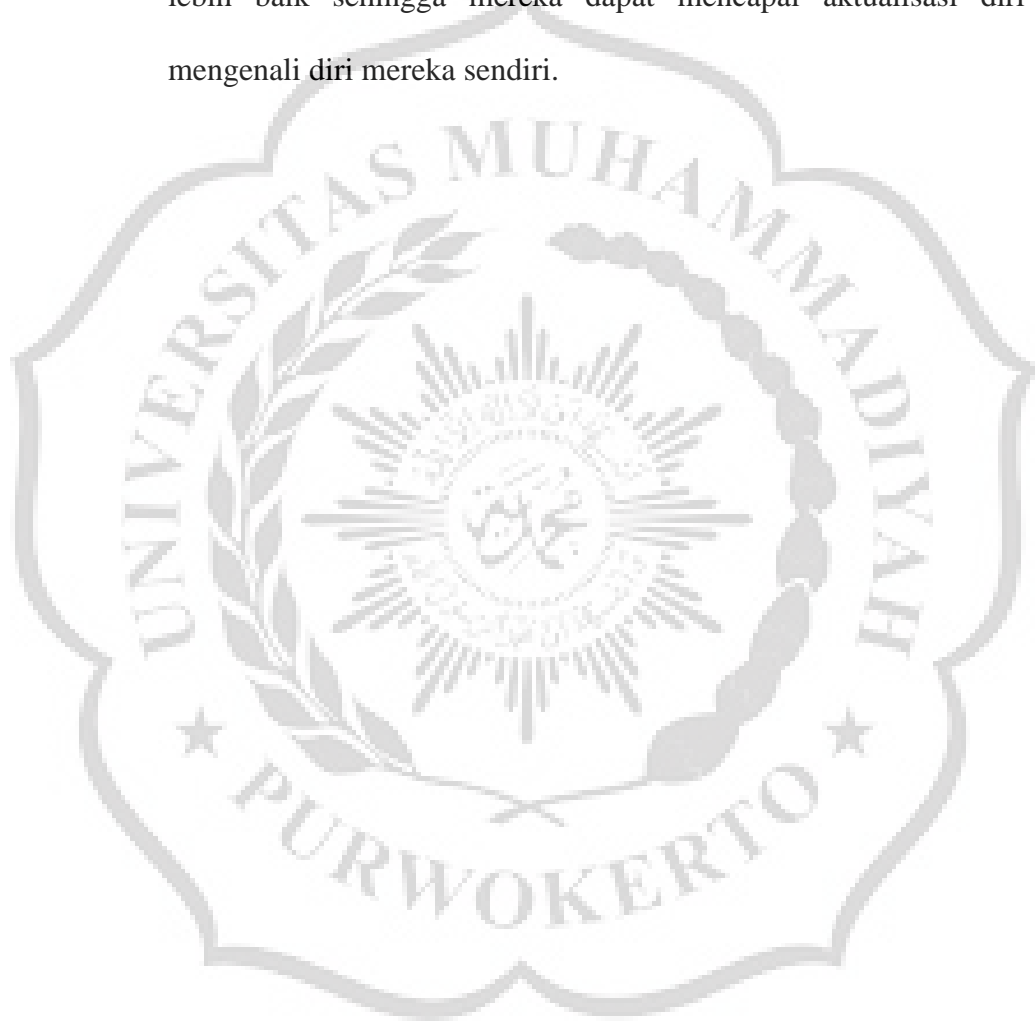 lebih baik sehingga mereka dapat mencapai aktualisasi diri
mengenali diri mereka sendiri.
UNIVERSITAS MUHAMMADIYAH
PURWOKERTO